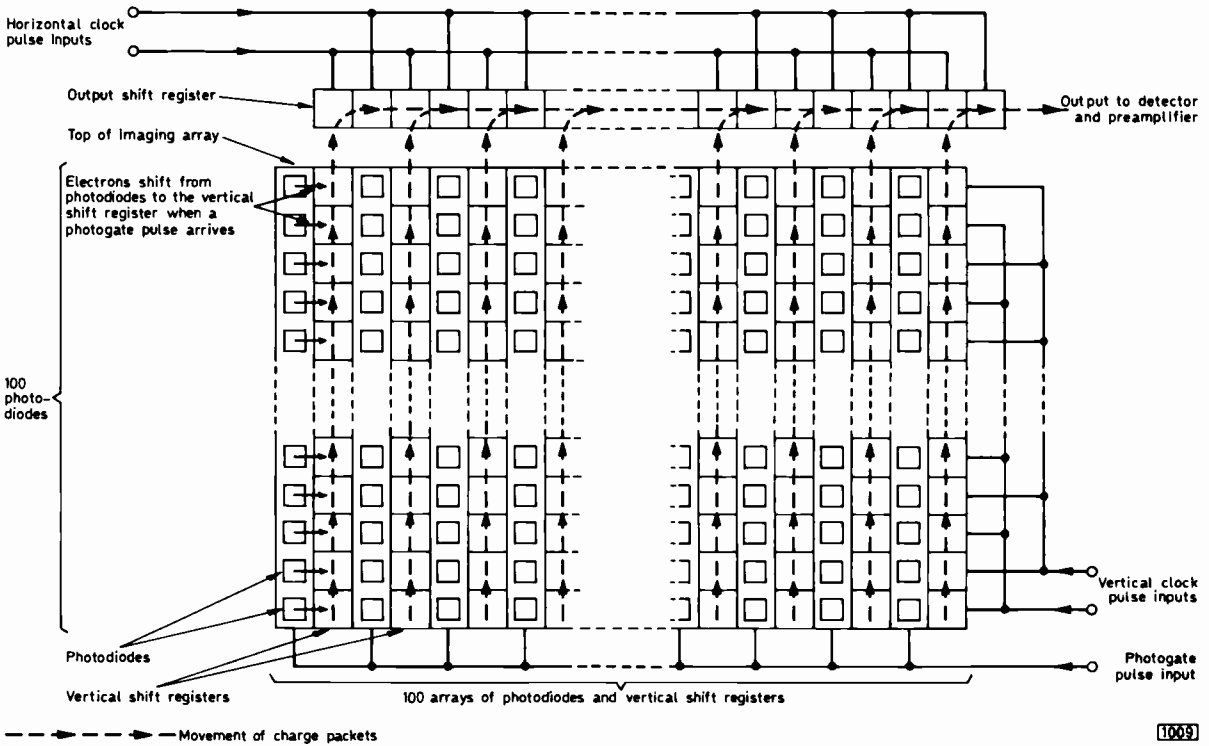 Horizontal clock
pulse inputs
Output shift register
Output to detector
and preamplifier
Top of imaging array
Electrons shift from
photodiodes to the vertical
shift register when a
photogate pulse arrives
100
photo-
diodes
Vertical clock
pulse inputs
Photodiodes
Photogate
pulse input
Vertical shift registers
100 arrays of photodiodes and vertical shift registers
Movement of charge packets
1009